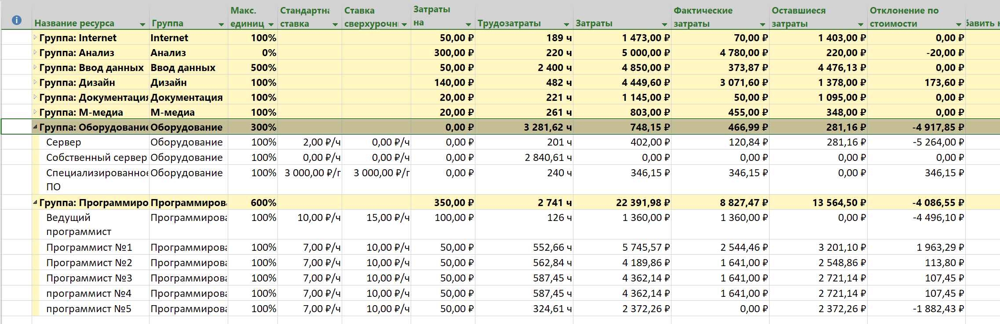 Название ресурса Группа Макс. единиц Стандартна ставка Ставка сверхурочн Затраты на Трудозатраты Затраты Фактические затраты Оставшиеся затраты Отклонение по стоимости бавить н
Группа: Internet Internet 100% 50,00 ₽ 189 ч 1 473,00 ₽ 70,00 ₽ 1 403,00 ₽ 0,00 ₽
Группа: Анализ Анализ 0% 300,00 ₽ 220 ч 5 000,00 ₽ 4 780,00 ₽ 220,00 ₽ -20,00 ₽
Группа: Ввод данных Ввод данных 500% 50,00 ₽ 2 400 ч 4 850,00 ₽ 373,87 ₽ 4 476,13 ₽ 0,00 ₽
Группа: Дизайн Дизайн 100% 140,00 ₽ 482 ч 4 449,60 ₽ 3 071,60 ₽ 1 378,00 ₽ 173,60 ₽
Группа: Документация Документация 100% 20,00 ₽ 221 ч 1 145,00 ₽ 50,00 ₽ 1 095,00 ₽ 0,00 ₽
Группа: М-медиа М-медиа 100% 20,00 ₽ 261 ч 803,00 ₽ 455,00 ₽ 348,00 ₽ 0,00 ₽
Группа: Оборудование Оборудование 300% 0,00 ₽ 3 281,62 ч 748,15 ₽ 466,99 ₽ 281,16 ₽ -4 917,85 ₽
Сервер Оборудование 100% 2,00 ₽/ч 0,00 ₽/ч 0,00 ₽ 201 ч 402,00 ₽ 120,84 ₽ 281,16 ₽ -5 264,00 ₽
Собственный сервер Оборудование 100% 0,00 ₽/ч 0,00 ₽/ч 0,00 ₽ 2 840,61 ч 0,00 ₽ 0,00 ₽ 0,00 ₽ 0,00 ₽
Специализированное ПО Оборудование 100% 3 000,00 ₽/г 3 000,00 ₽/г 0,00 ₽ 240 ч 346,15 ₽ 346,15 ₽ 0,00 ₽ 346,15 ₽
Группа: Программиро Программирова 600% 350,00 ₽ 2 741 ч 22 391,98 ₽ 8 827,47 ₽ 13 564,50 ₽ -4 086,55 ₽
Ведущий программист Программирова 100% 10,00 ₽/ч 15,00 ₽/ч 100,00 ₽ 126 ч 1 360,00 ₽ 1 360,00 ₽ 0,00 ₽ -4 496,10 ₽
Программист №1 Программирова 100% 7,00 ₽/ч 10,00 ₽/ч 50,00 ₽ 552,66 ч 5 745,57 ₽ 2 544,46 ₽ 3 201,10 ₽ 1 963,29 ₽
Программист №2 Программирова 100% 7,00 ₽/ч 10,00 ₽/ч 50,00 ₽ 562,84 ч 4 189,86 ₽ 1 641,00 ₽ 2 548,86 ₽ 113,80 ₽
Программист №3 Программирова 100% 7,00 ₽/ч 10,00 ₽/ч 50,00 ₽ 587,45 ч 4 362,14 ₽ 1 641,00 ₽ 2 721,14 ₽ 107,45 ₽
программист №4 Программирова 100% 7,00 ₽/ч 10,00 ₽/ч 50,00 ₽ 587,45 ч 4 362,14 ₽ 1 641,00 ₽ 2 721,14 ₽ 107,45 ₽
программист №5 Программирова 100% 7,00 ₽/ч 10,00 ₽/ч 50,00 ₽ 324,61 ч 2 372,26 ₽ 0,00 ₽ 2 372,26 ₽ -1 882,43 ₽